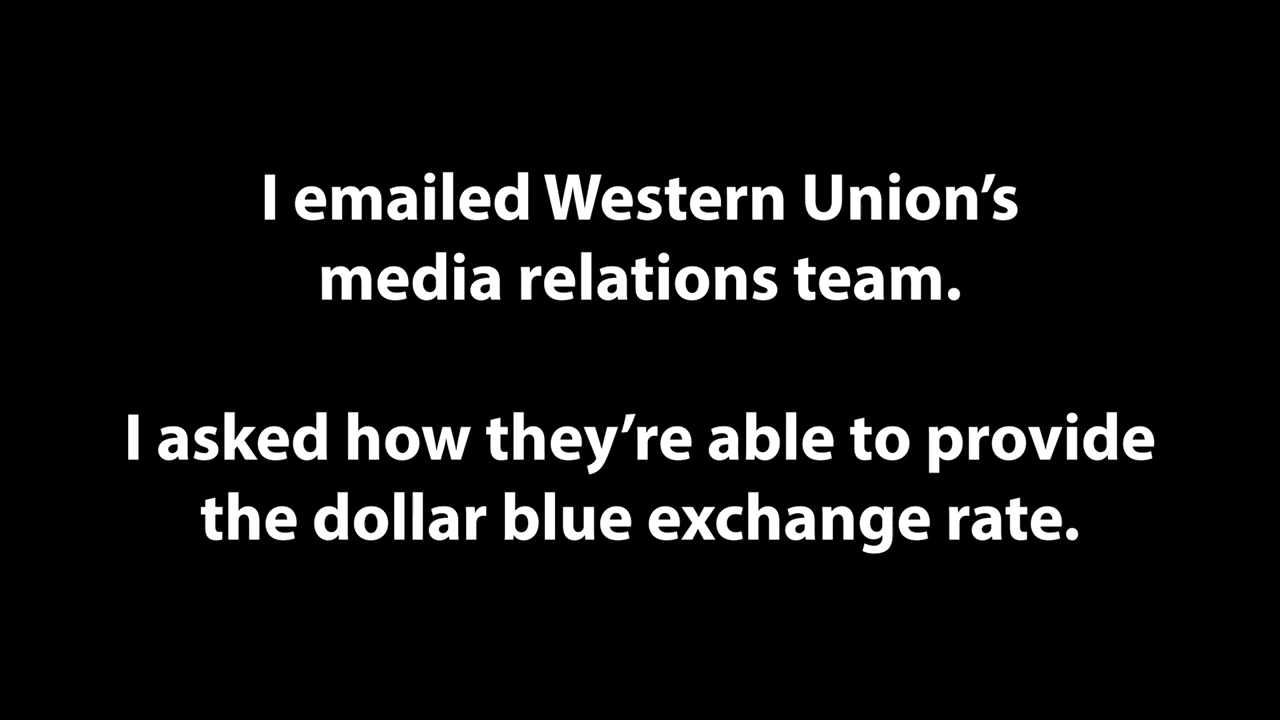 I emailed Western Union’s
media relations team.
I asked how they’re able to provide
the dollar blue exchange rate.